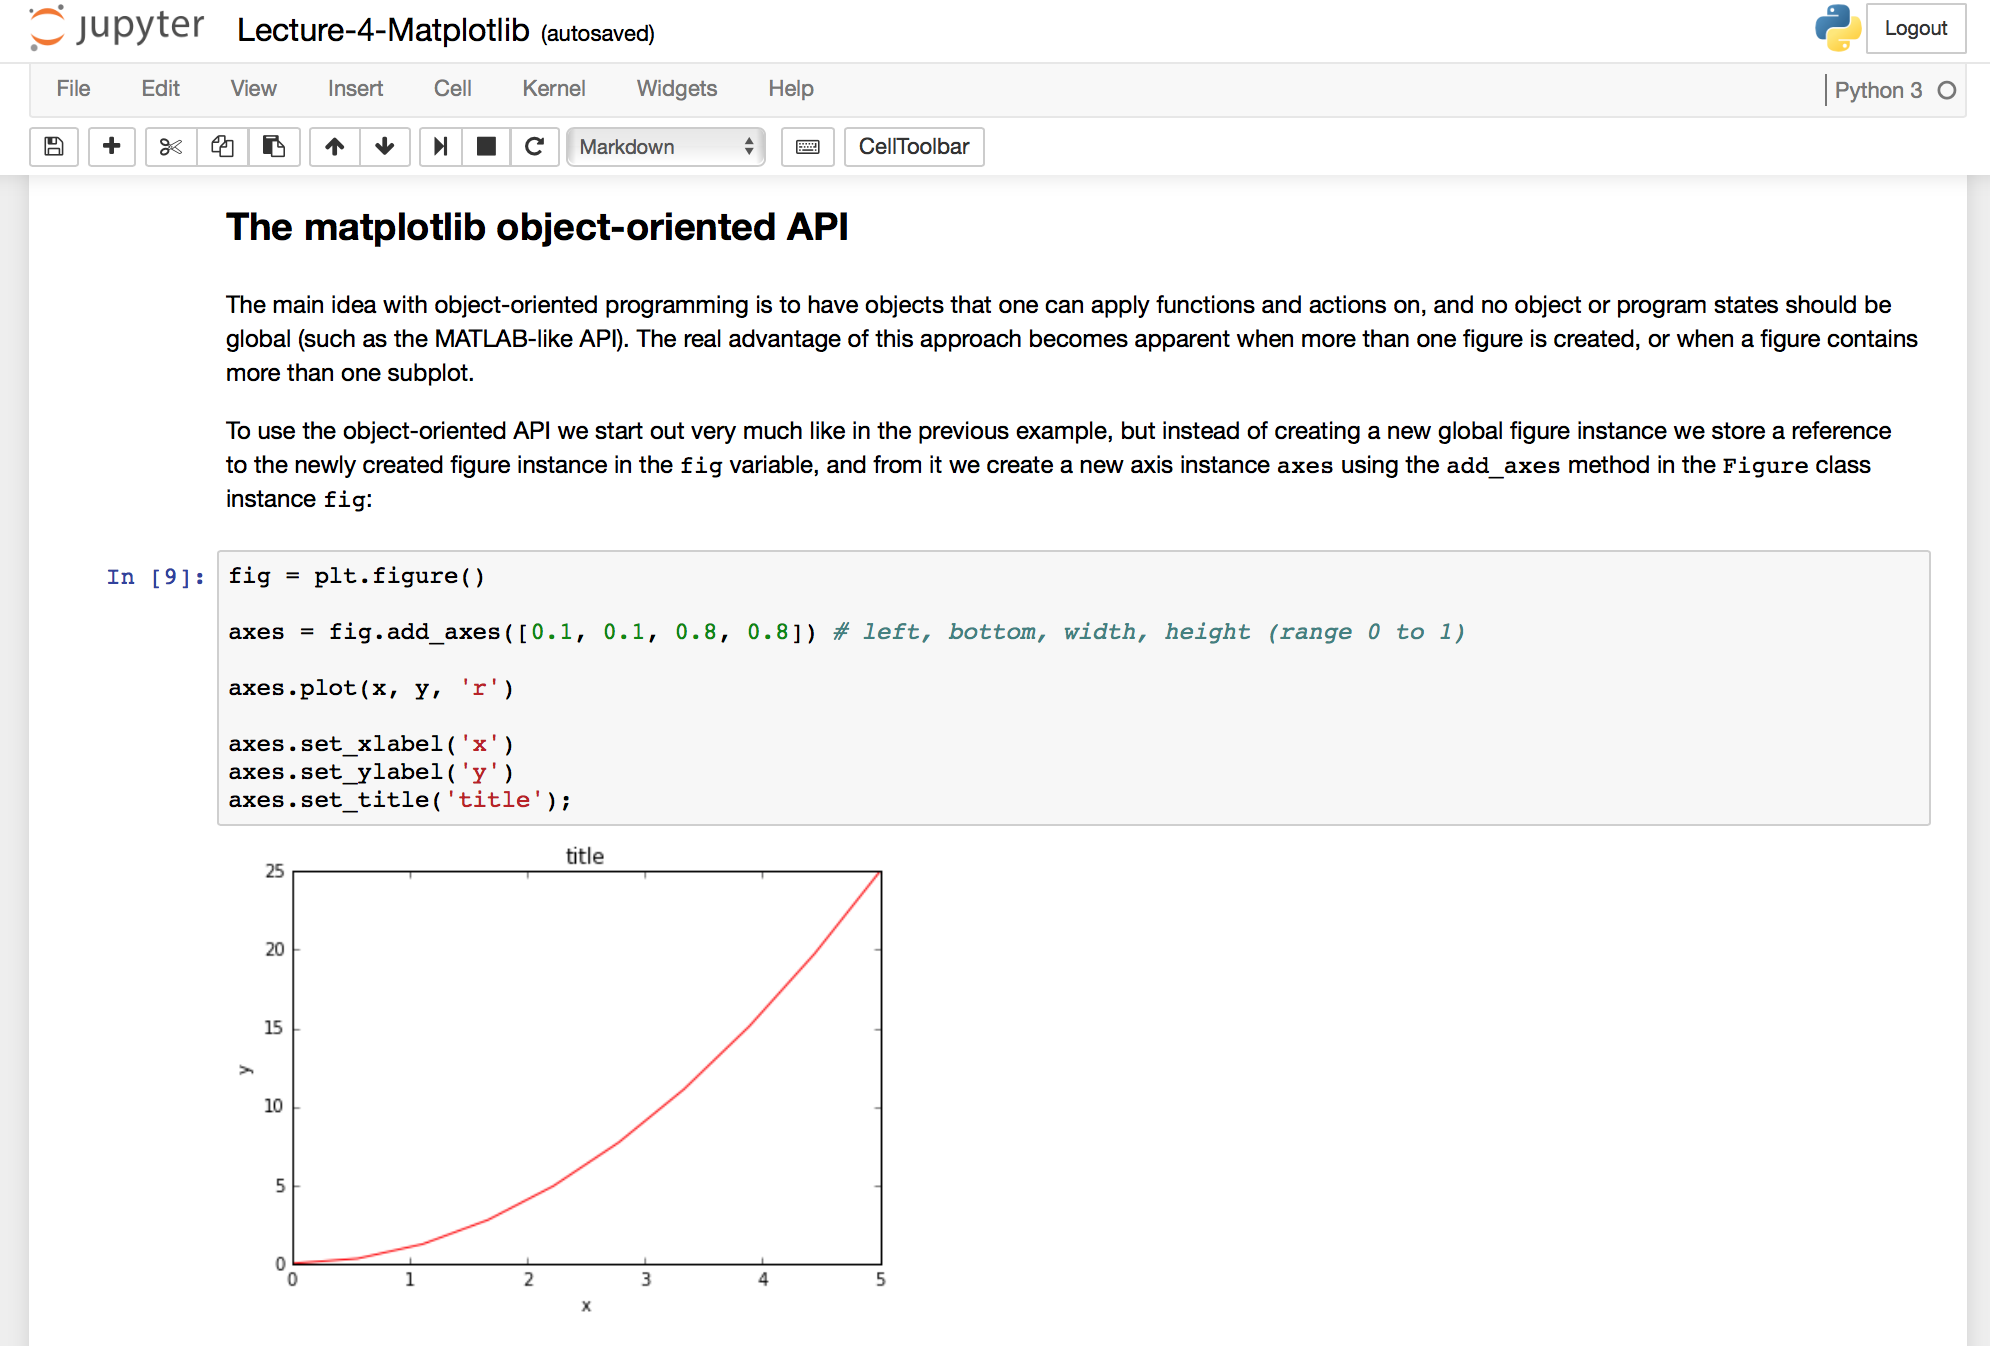 jupyter Lecture-4-Matplotlib (autosaved) Logout
File Edit View Insert Cell Kernel Widgets Help Python 3
Markdown CellToolbar
The matplotlib object-oriented API
The main idea with object-oriented programming is to have objects that one can apply functions and actions on, and no object or program states should be
global (such as the MATLAB-like API). The real advantage of this approach becomes apparent when more than one figure is created, or when a figure contains
more than one subplot.
To use the object-oriented API we start out very much like in the previous example, but instead of creating a new global figure instance we store a reference
to the newly created figure instance in the fig variable, and from it we create a new axis instance axes using the add_axes method in the Figure class
instance fig:
In [9]: fig = plt.figure()
axes = fig.add_axes([0.1, 0.1, 0.8, 0.8]) # left, bottom, width, height (range 0 to 1)
axes.plot(x, y, 'r')
axes.set_xlabel('x')
axes.set_ylabel('y')
axes.set_title('title');
title
25
20
15
y
10
5
0
0 1 2 3 4 5
x